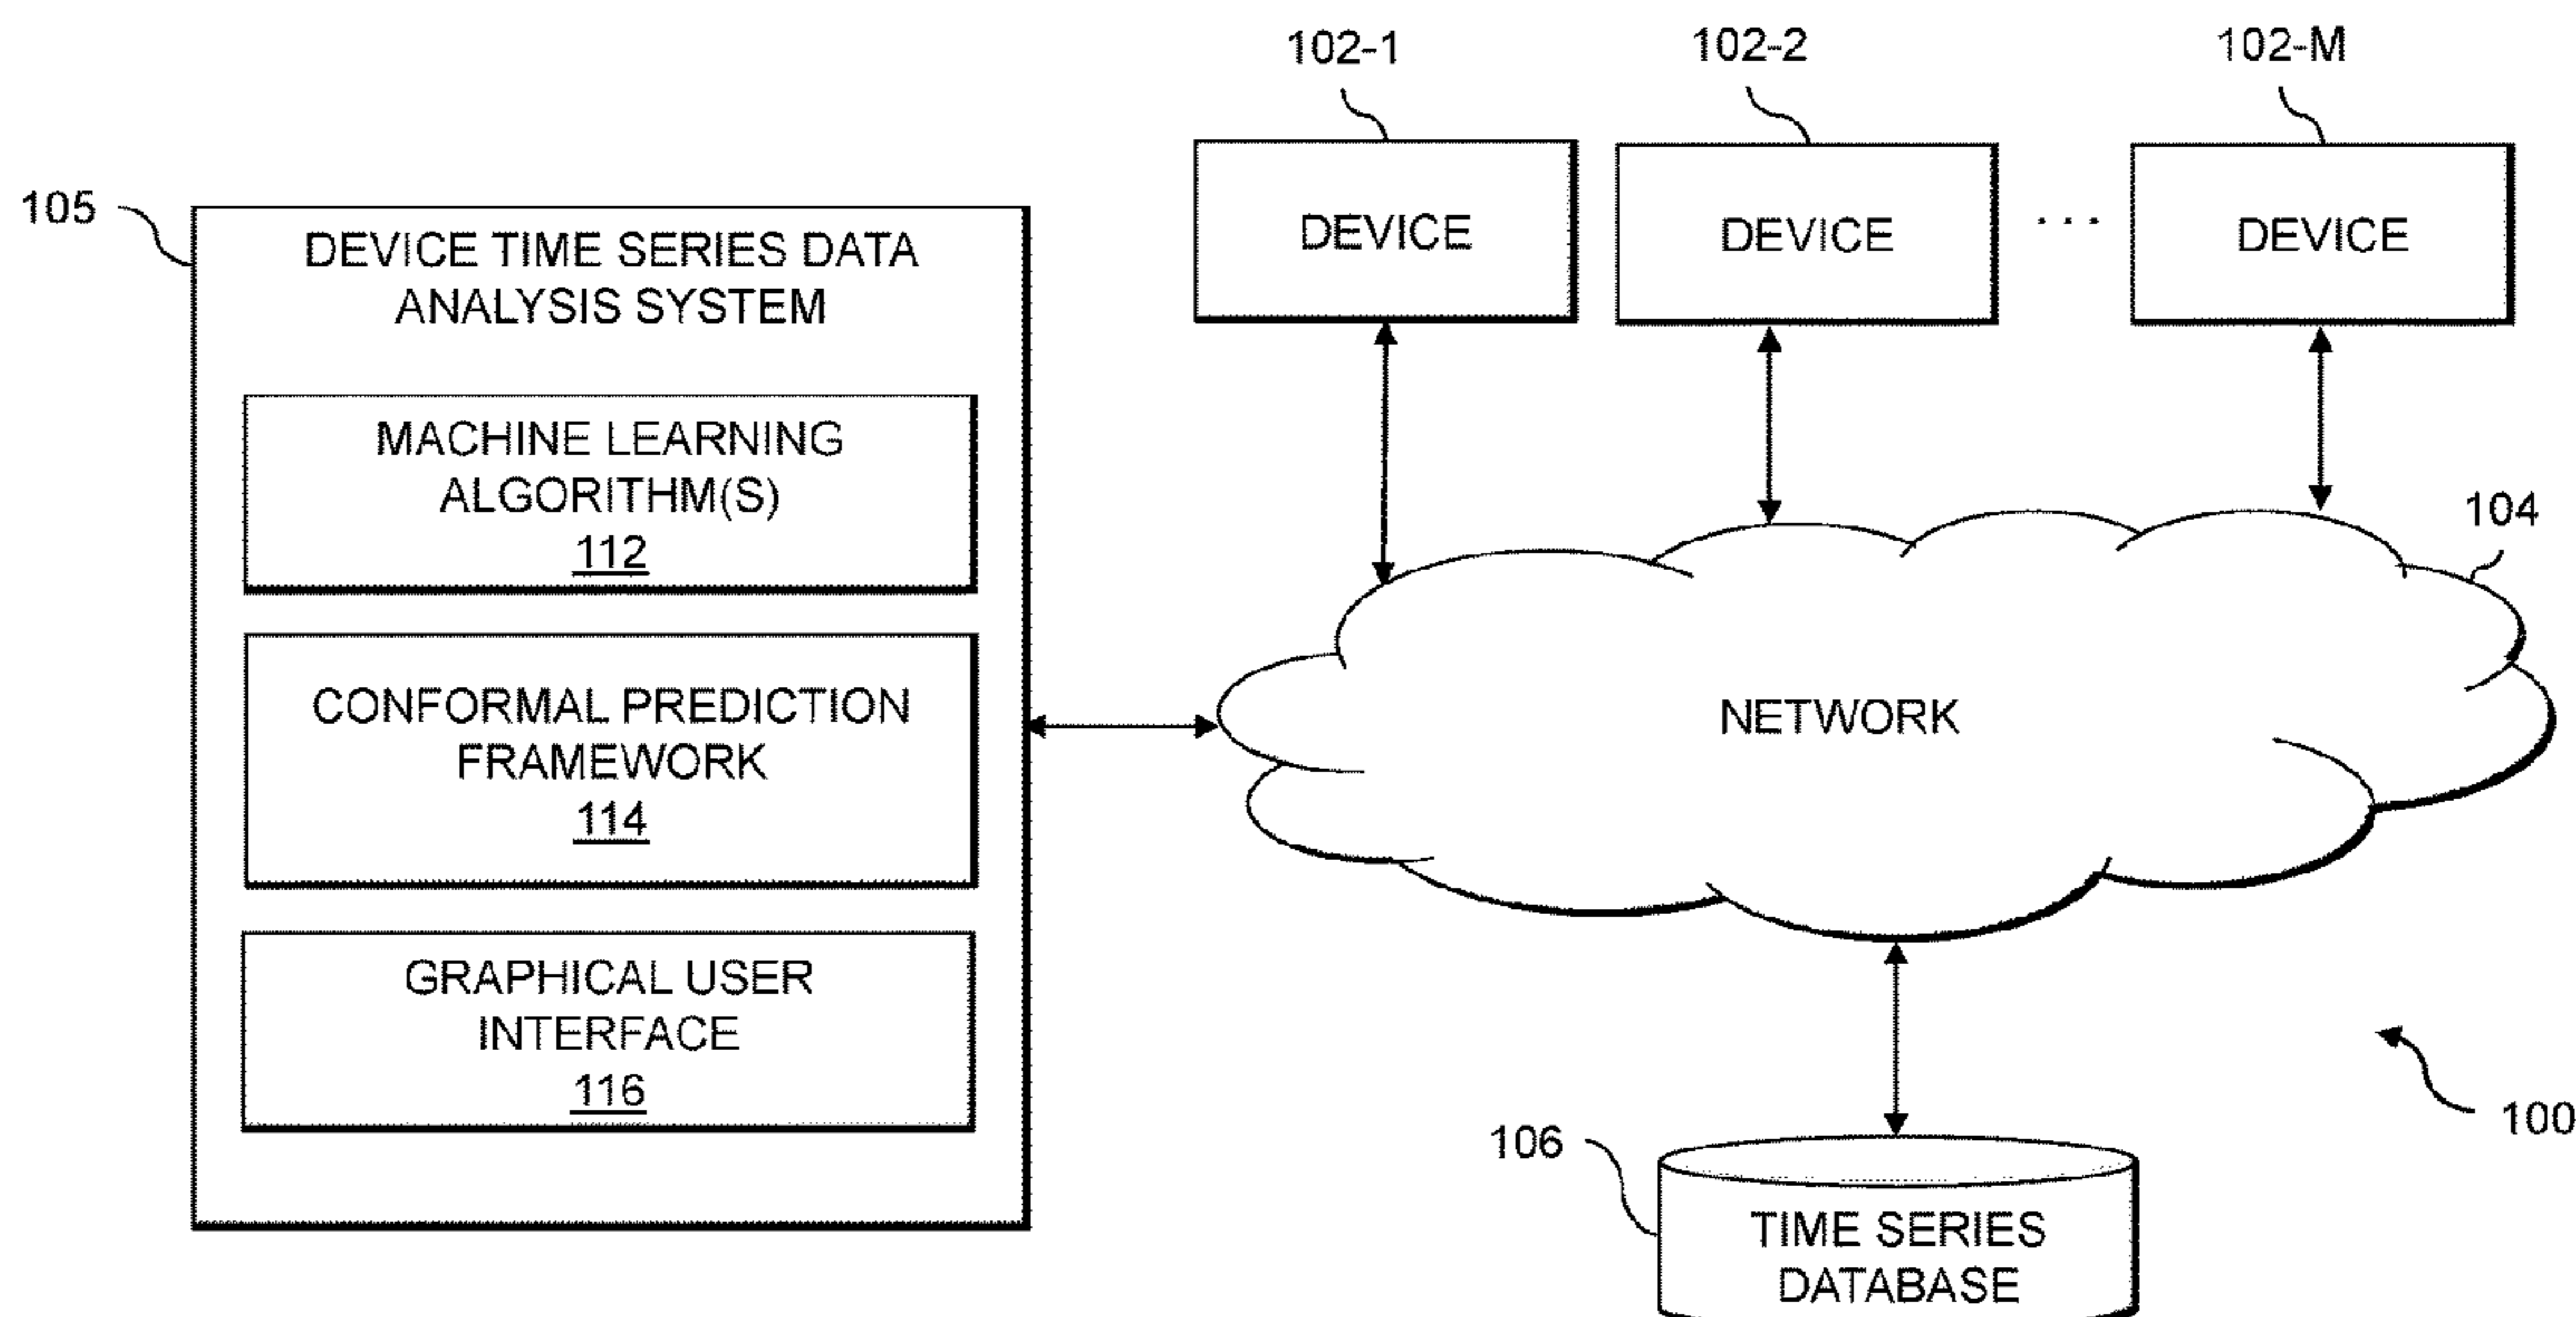 102-1
102-2
102-M
105
DEVICE TIME SERIES DATA
ANALYSIS SYSTEM
DEVICE
DEVICE
. . .
DEVICE
MACHINE LEARNING
ALGORITHM(S)
112
104
CONFORMAL PREDICTION
FRAMEWORK
114
NETWORK
GRAPHICAL USER
INTERFACE
116
100
106
TIME SERIES
DATABASE